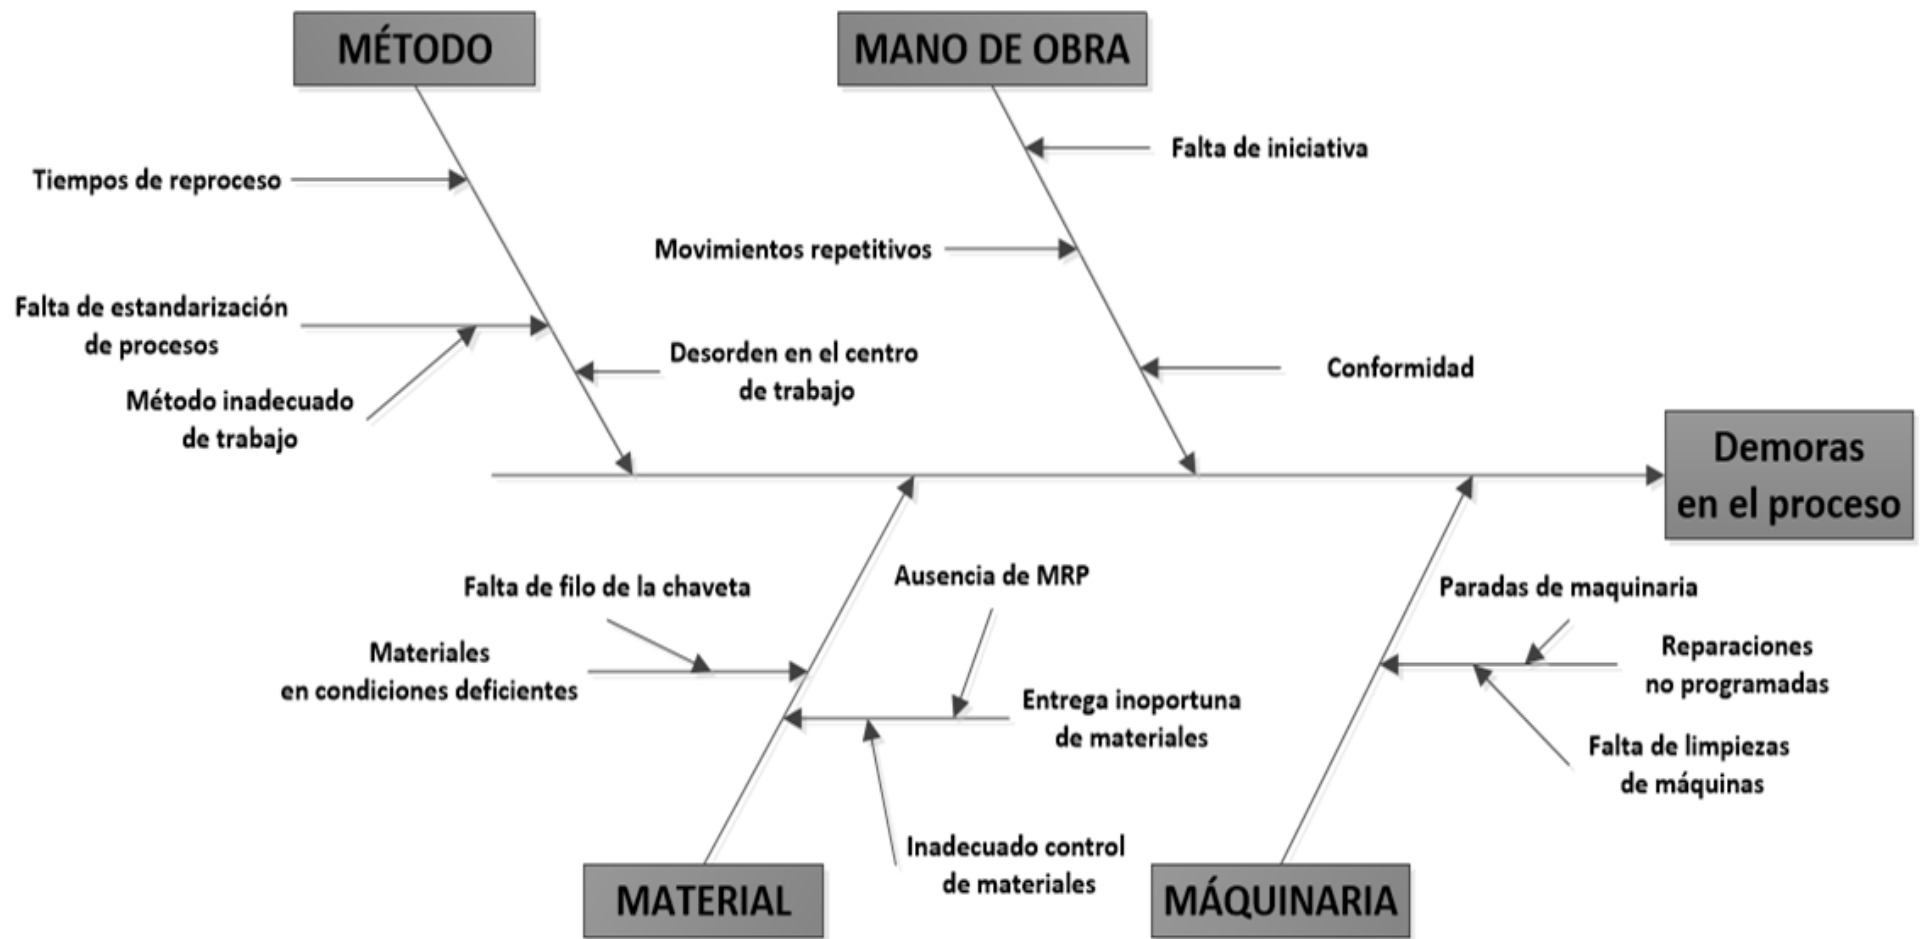 MÉTODO
MANO DE OBRA
Falta de iniciativa
Tiempos de reproceso
Movimientos repetitivos
Falta de estandarización
de procesos
Desorden en el centro
de trabajo
Conformidad
Método inadecuado
de trabajo
Demoras
en el proceso
Falta de filo de la chaveta
Ausencia de MRP
Paradas de maquinaria
Materiales
en condiciones deficientes
Reparaciones
no programadas
Entrega inoportuna
de materiales
Falta de limpiezas
de máquinas
Inadecuado control
de materiales
MATERIAL
MÁQUINARIA